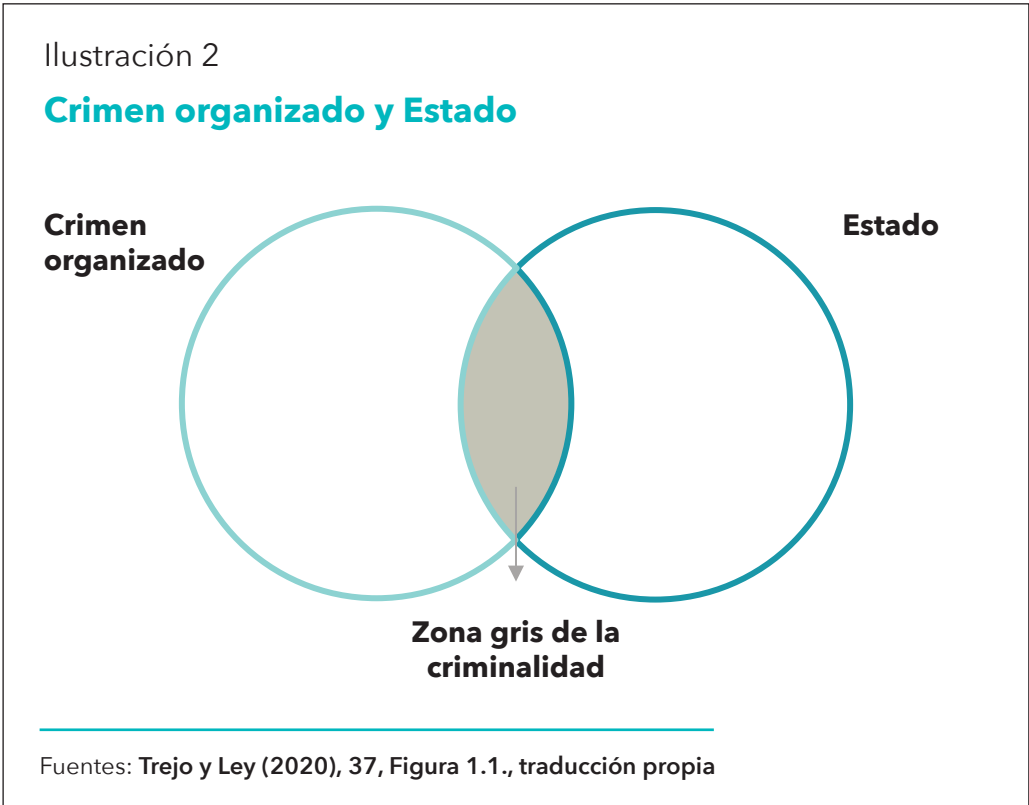 Ilustración 2
Crimen organizado y Estado
Crimen
organizado
Estado
Zona gris de la
criminalidad
Fuentes: Trejo y Ley (2020), 37, Figura 1.1., traducción propia